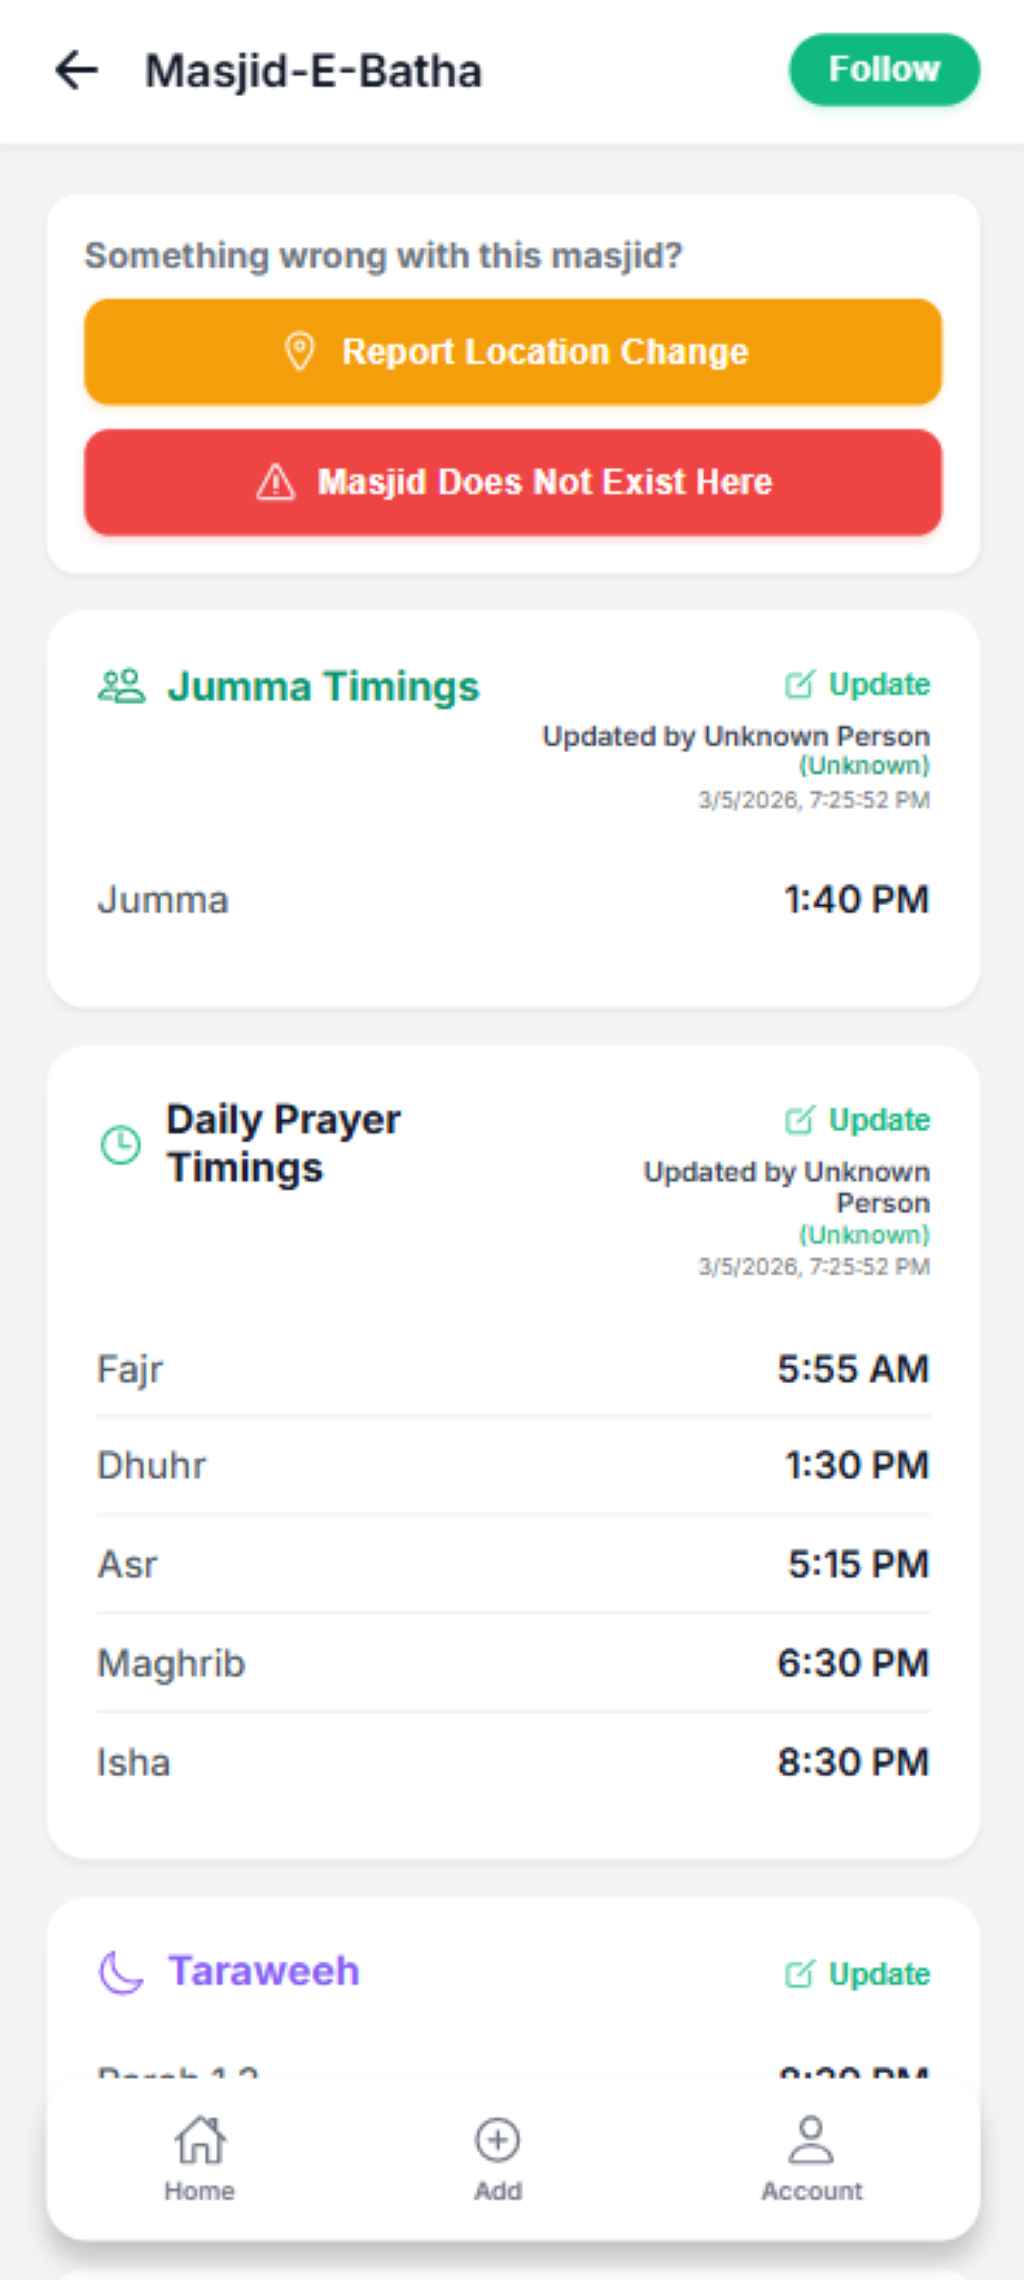 Masjid-E-Batha
Follow
Something wrong with this masjid?
Report Location Change
Masjid Does Not Exist Here
Jumma Timings
Update
Updated by Unknown Person
(Unknown)
3/5/2026, 7:25:52 PM
Jumma 1:40 PM
Daily Prayer
Timings
Update
Updated by Unknown
Person
(Unknown)
3/5/2026, 7:25:52 PM
Fajr 5:55 AM
Dhuhr 1:30 PM
Asr 5:15 PM
Maghrib 6:30 PM
Isha 8:30 PM
Taraweeh
Update
Home
Add
Account